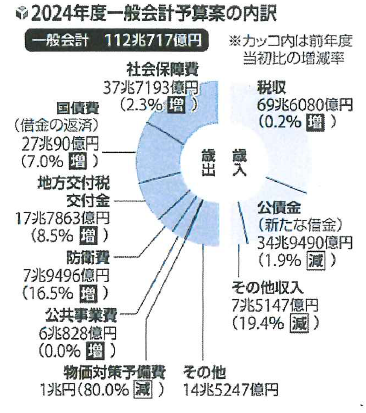 2024年度一般会計予算案の内訳
一般会計 112兆717億円
※カッコ内は前年度
当初比の増減率
社会保障費
37兆7193億円
(2.3% 増)
国債費
(借金の返済)
27兆90億円
(7.0% 増)
地方交付税
交付金
17兆7863億円
(8.5% 増)
防衛費
7兆9496億円
(16.5% 増)
公共事業費
6兆828億円
(0.0% 増)
物価対策予備費
1兆円(80.0% 減)
その他
14兆5247億円
歳出
歳入
税収
69兆6080億円
(0.2% 増)
公債金
(新たな借金)
34兆9490億円
(1.9% 減)
その他収入
7兆5147億円
(19.4% 減)